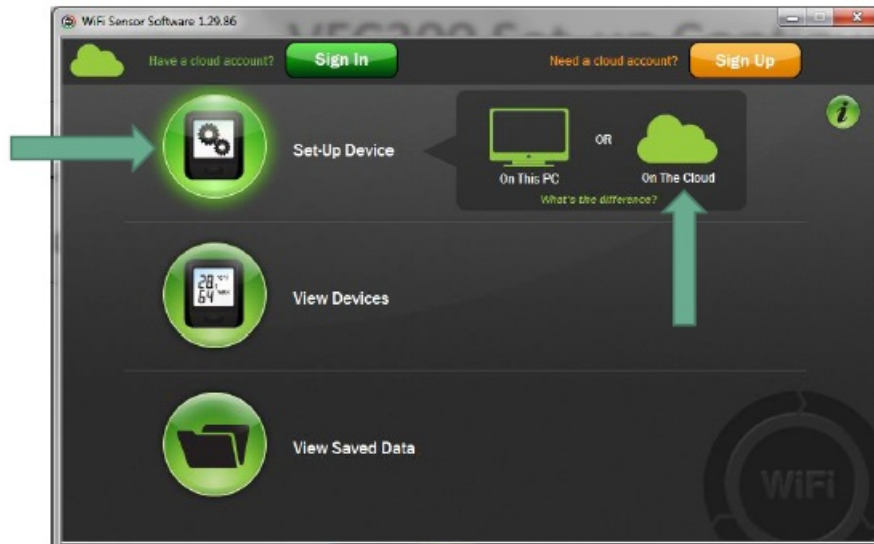 WiFi Sensor Software 1.29.86
Have a cloud account?
Sign In
Need a cloud account?
Sign Up
i
Set-Up Device
OR
On This PC
On The Cloud
What's the difference?
View Devices
View Saved Data
WiFi